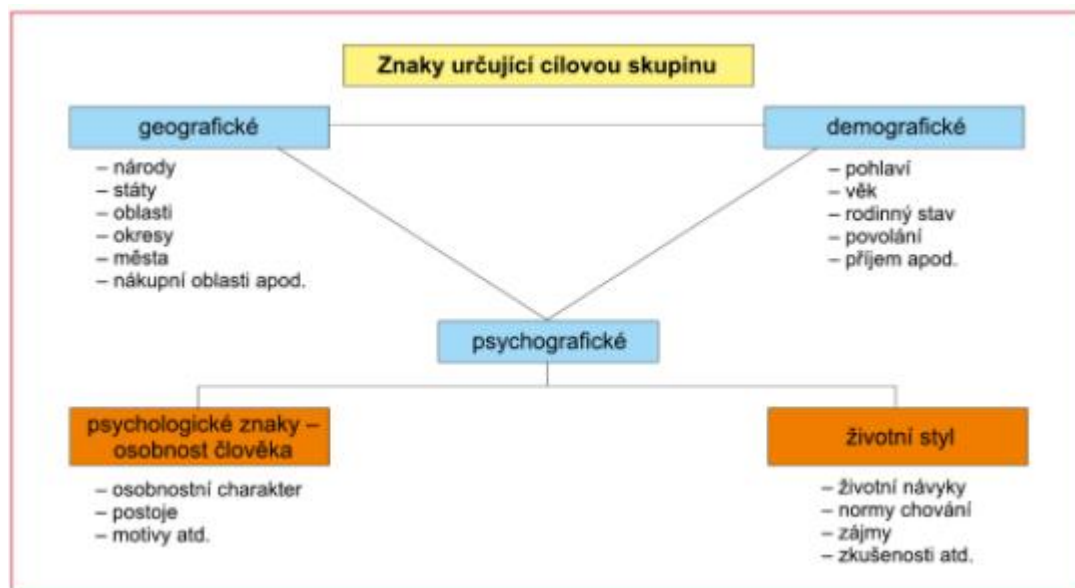 Znaky určující cílovou skupinu
geografické
– národy
– státy
– oblasti
– okresy
– města
– nákupní oblasti apod.
demografické
– pohlaví
– věk
– rodinný stav
– povolání
– příjem apod.
psychografické
psychologické znaky –
osobnost člověka
– osobnostní charakter
– postoje
– motivy atd.
životní styl
– životní návyky
– normy chování
– zájmy
– zkušenosti atd.